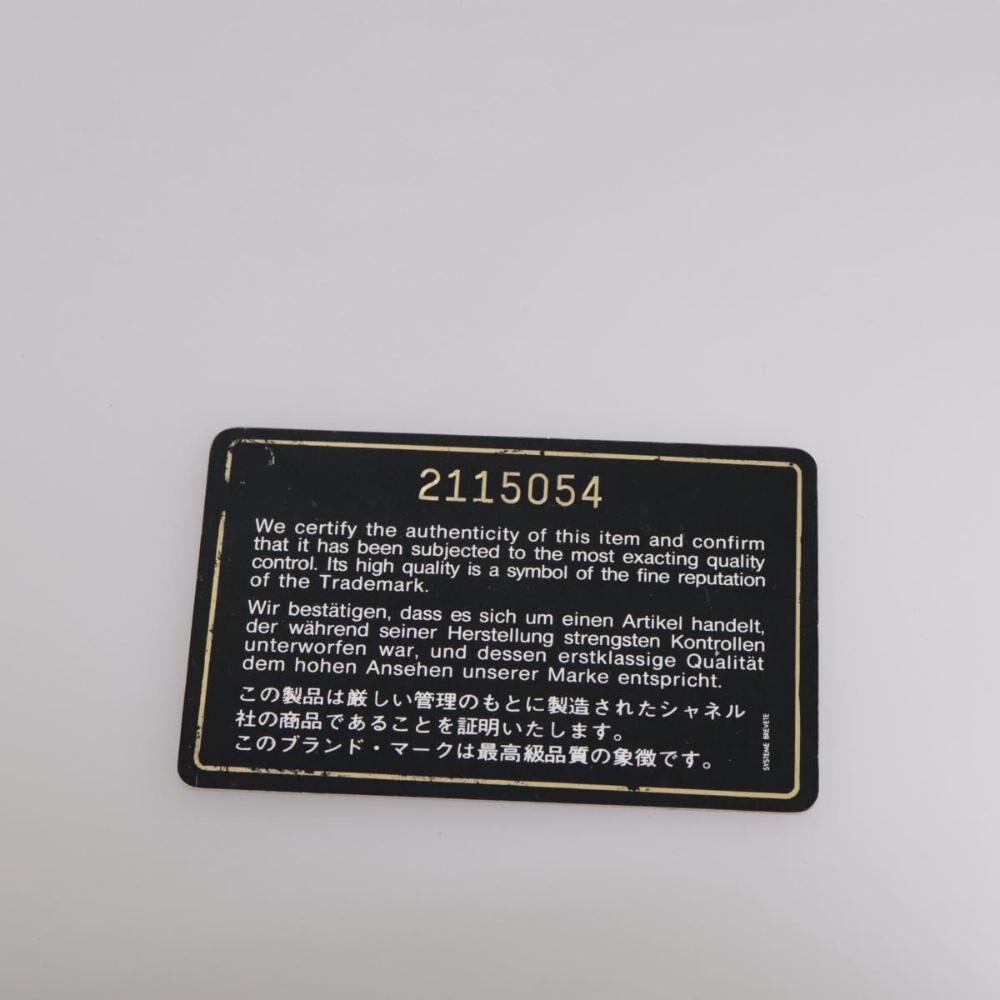 2115054
We certify the authenticity of this item and confirm
that it has been subjected to the most exacting quality
control. Its high quality is a symbol of the fine reputation
of the Trademark.
Wir bestätigen, dass es sich um einen Artikel handelt,
der während seiner Herstellung strengsten Kontrollen
unterworfen war, und dessen erstklassige Qualität
dem hohen Ansehen unserer Marke entspricht.
この製品は厳しい管理のもとに製造されたシャネル
社の商品であることを証明いたします。
このブランド・マークは最高級品質の象徴です。
SYSTEME BREVETE